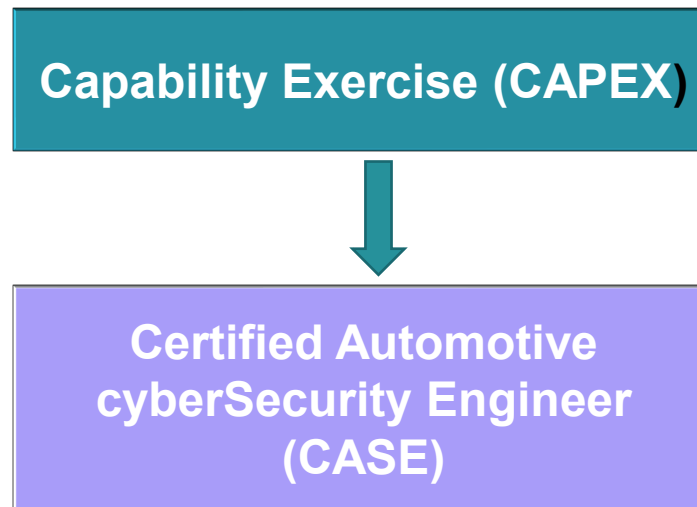 Capability Exercise (CAPEX)
Certified Automotive
cyberSecurity Engineer
(CASE)